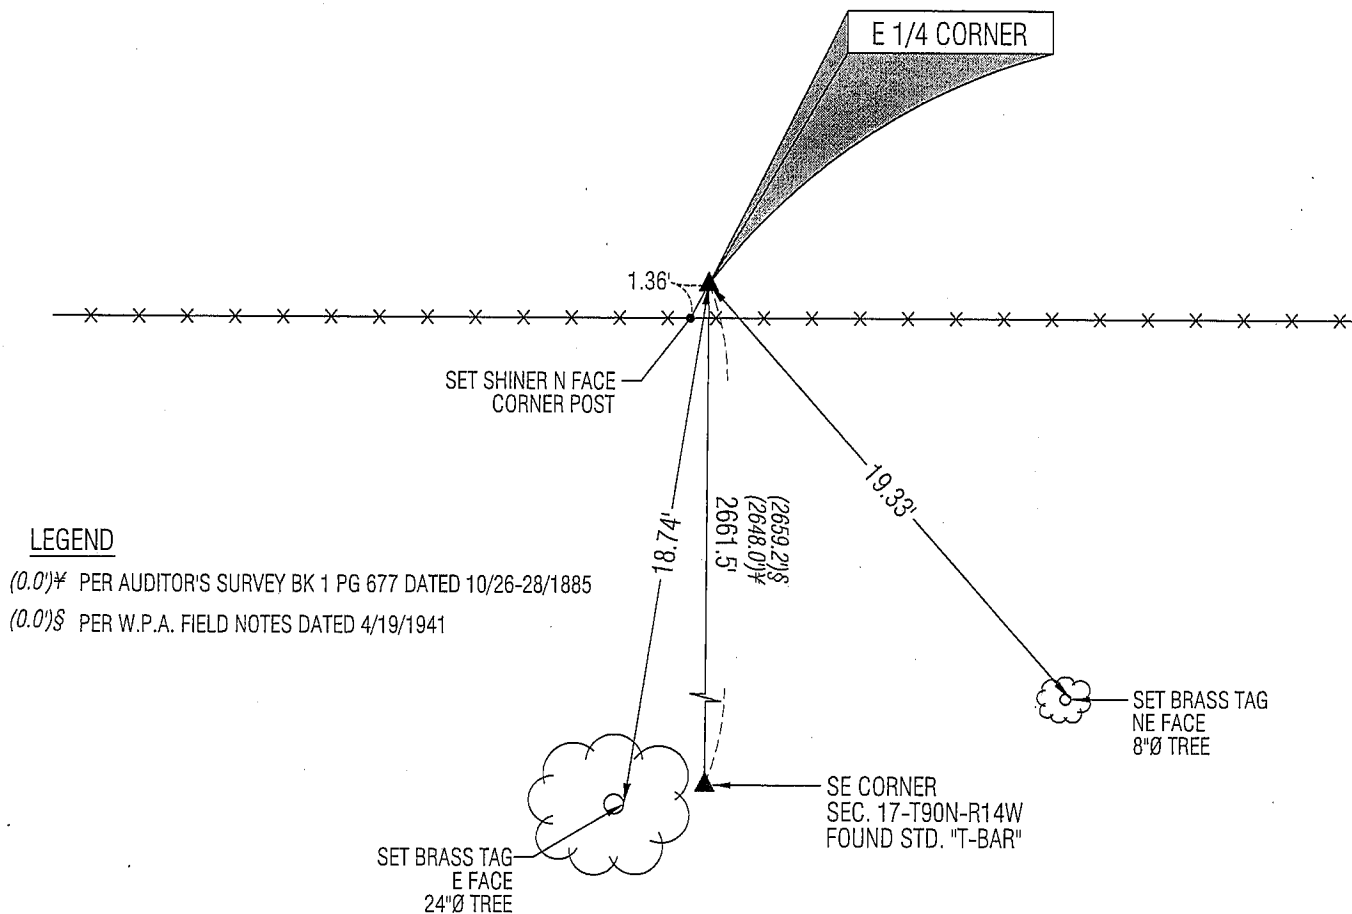 E 1/4 CORNER
1.36'
SET SHINER N FACE
CORNER POST
18.74'
2661.5'
(2648.0')¥
(2659.2')§
19.33'
LEGEND
(0.0')¥ PER AUDITOR'S SURVEY BK 1 PG 677 DATED 10/26-28/1885
(0.0')§ PER W.P.A. FIELD NOTES DATED 4/19/1941
SET BRASS TAG
NE FACE
8"Ø TREE
SE CORNER
SEC. 17-T90N-R14W
FOUND STD. "T-BAR"
SET BRASS TAG
E FACE
24"Ø TREE